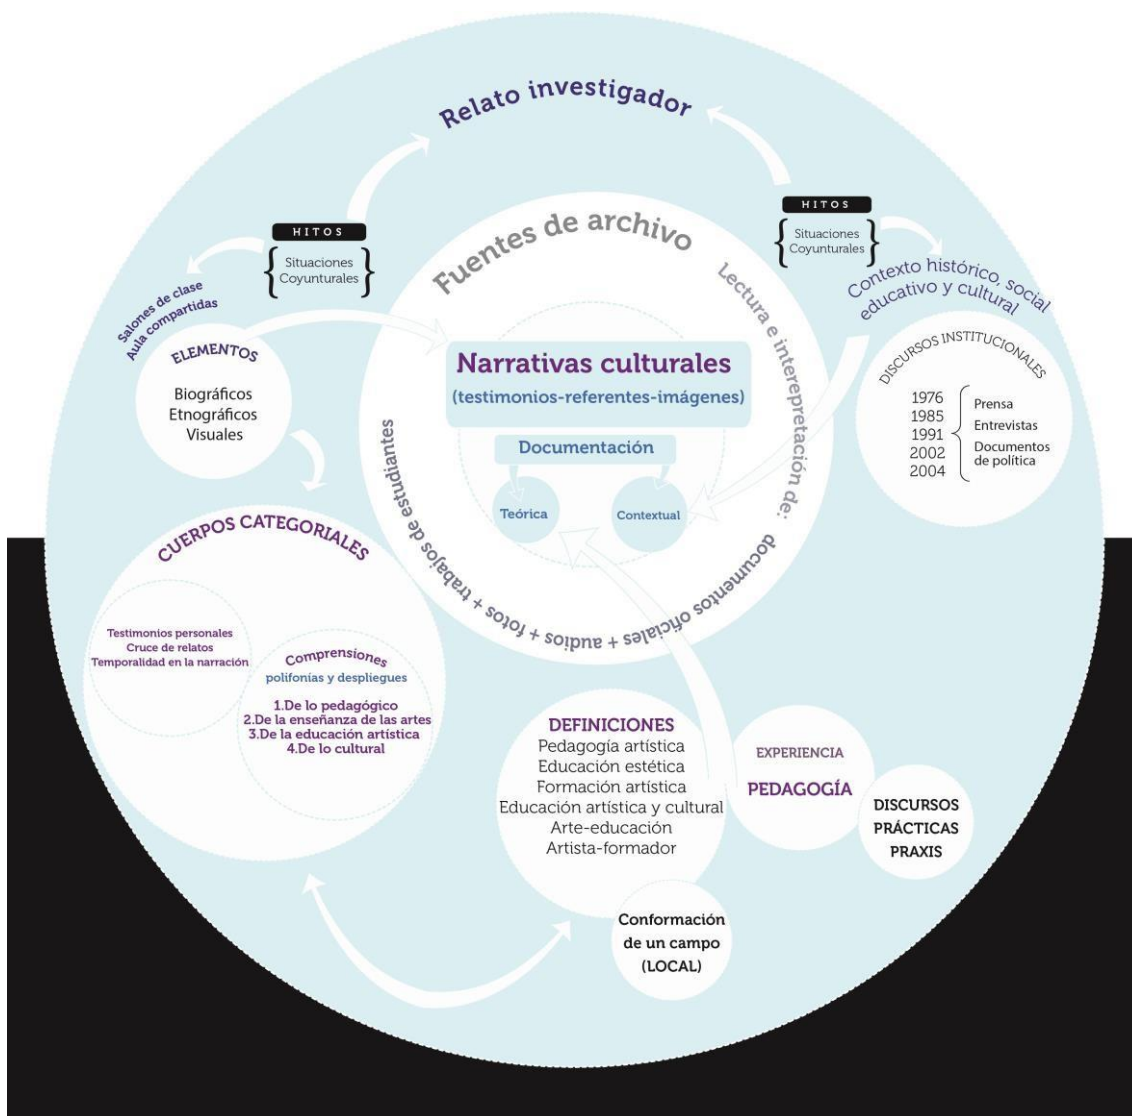 Relato investigador
HITOS
Situaciones
Coyunturales
HITOS
Situaciones
Coyunturales
Salones de clase
Aula compartidas
ELEMENTOS
Biográficos
Etnográficos
Visuales
Fuentes de archivo
Lectura e interepretación de:
documentos oficiales + audios + fotos + trabajos de estudiantes
Narrativas culturales
(testimonios-referentes-imágenes)
Documentación
Teórica
Contextual
Contexto histórico, social
educativo y cultural
DISCURSOS INSTITUCIONALES
1976
1985
1991
2002
2004
Prensa
Entrevistas
Documentos
de política
CUERPOS CATEGORIALES
Testimonios personales
Cruce de relatos
Temporalidad en la narración
Comprensiones
polifonías y despliegues
1.De lo pedagógico
2.De la enseñanza de las artes
3.De la educación artística
4.De lo cultural
DEFINICIONES
Pedagogía artística
Educación estética
Formación artística
Educación artística y cultural
Arte-educación
Artista-formador
Conformación
de un campo
(LOCAL)
EXPERIENCIA
PEDAGOGÍA
DISCURSOS
PRÁCTICAS
PRAXIS